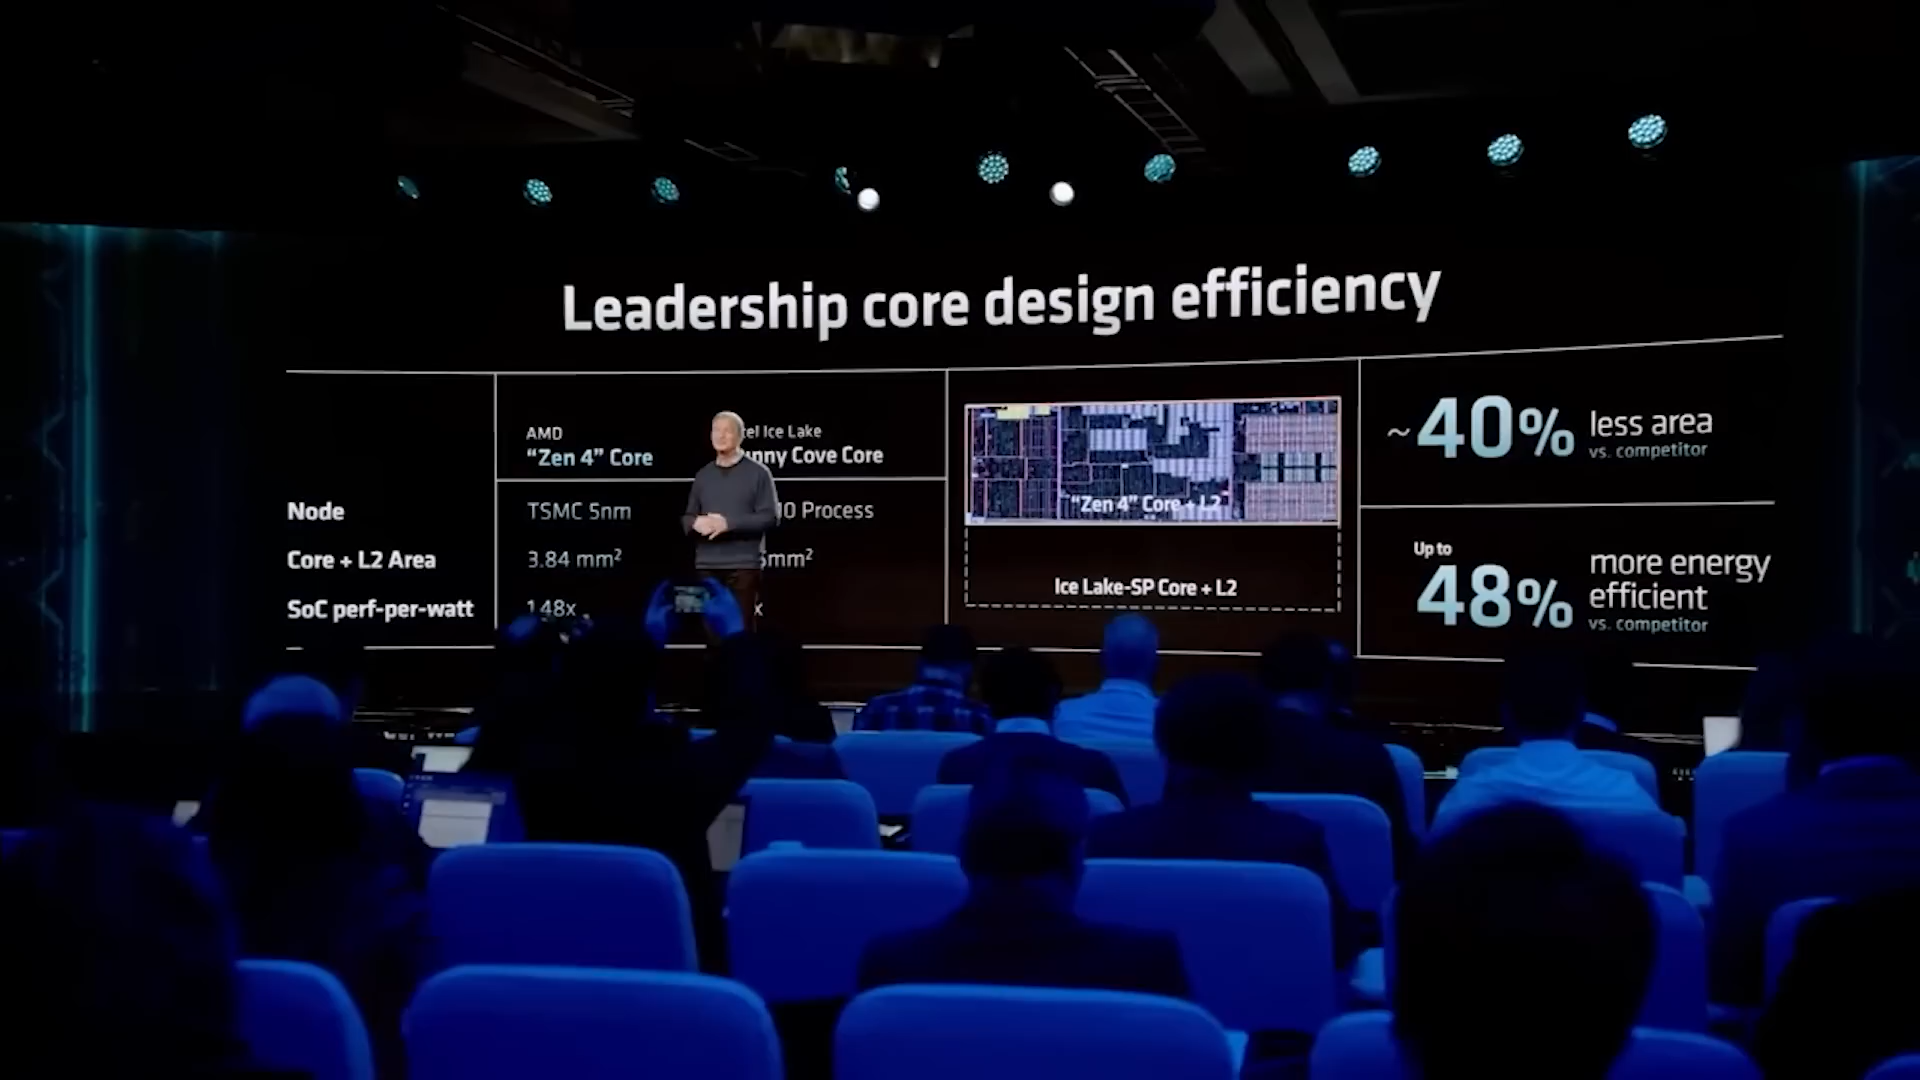 Leadership core design efficiency
AMD
"Zen 4" Core
Ice Lake
Cove Core
Node
TSMC 5nm
Process
Core + L2 Area
3.84 mm²
SoC perf-per-watt
1.48x
"Zen 4" Core + L2
Ice Lake-SP Core + L2
~40% less area
vs. competitor
Up to
48% more energy
efficient
vs. competitor